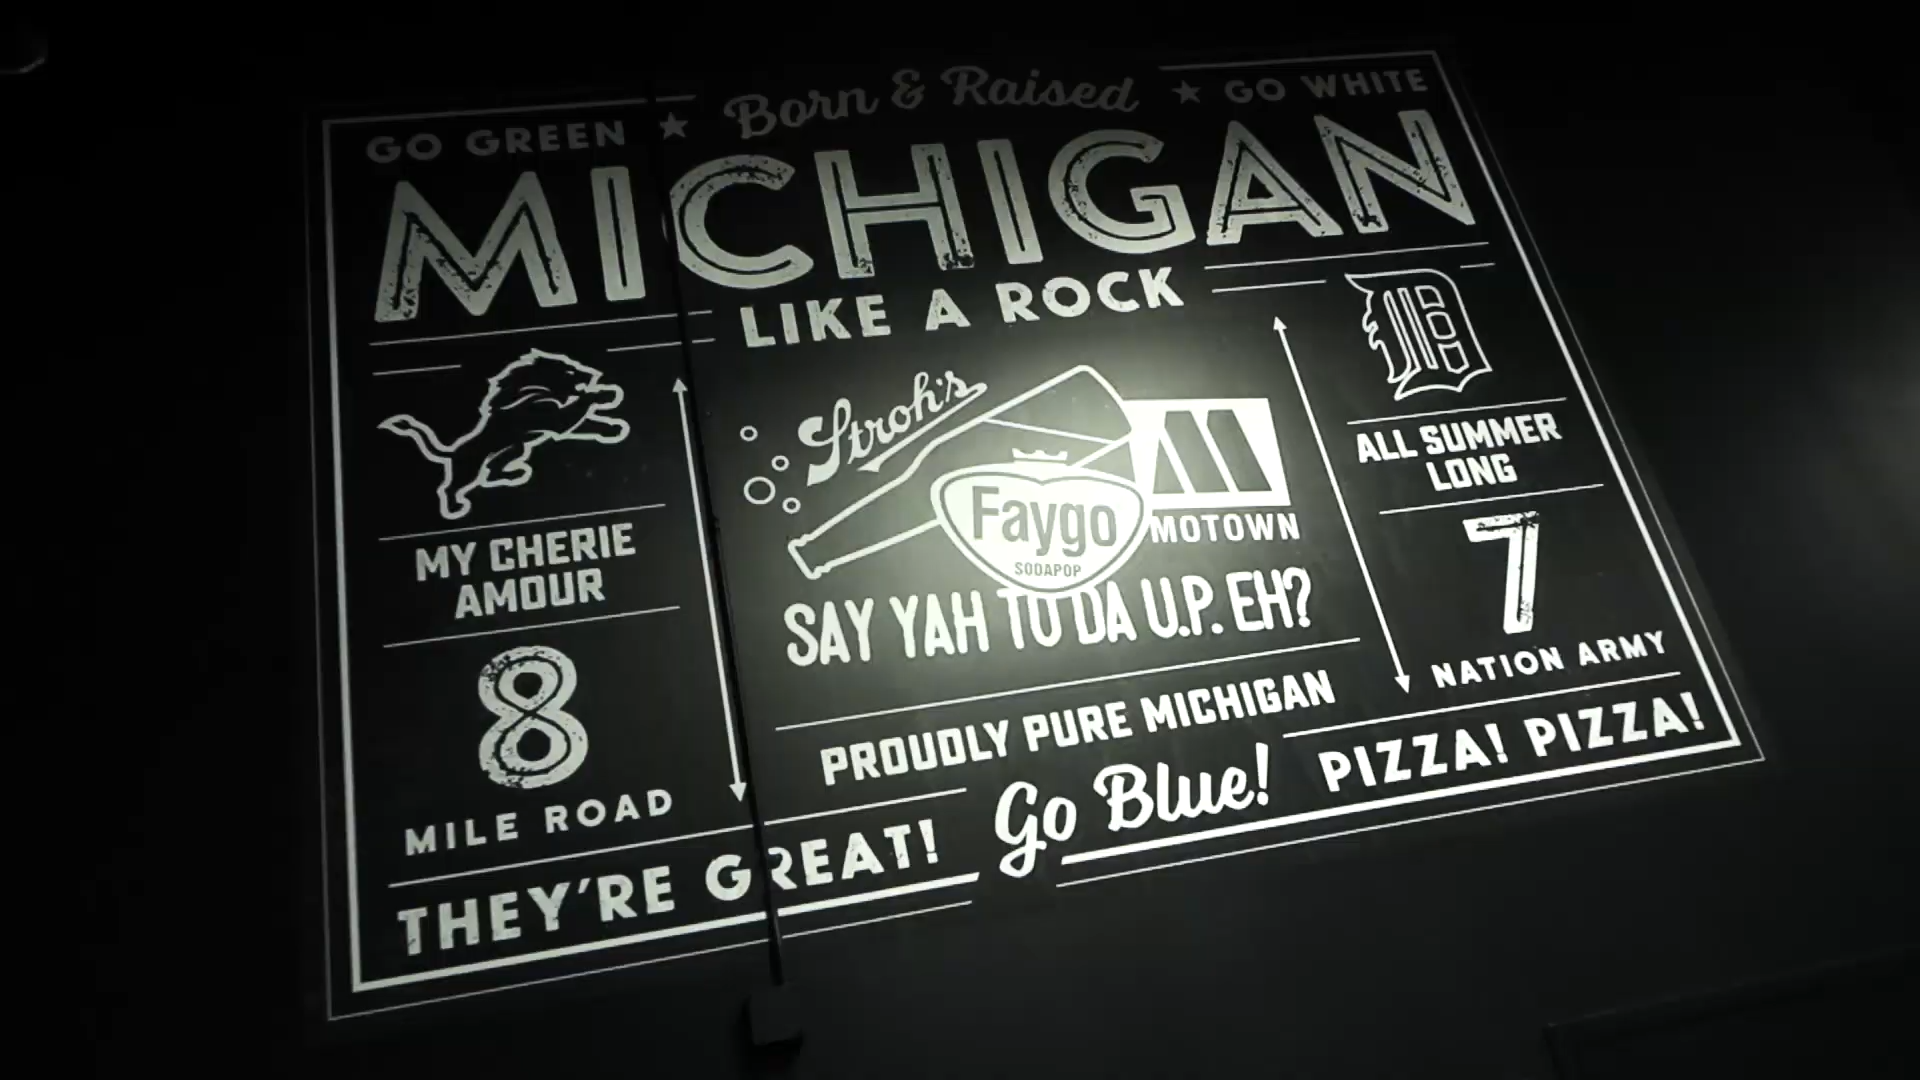 GO GREEN ★ Born & Raised ★ GO WHITE
MICHIGAN
LIKE A ROCK
Stroh's
Faygo
SODAPOP
MOTOWN
SAY YAH TO DA U.P. EH?
PROUDLY PURE MICHIGAN
MY CHERIE
AMOUR
8
MILE ROAD
D
ALL SUMMER
LONG
7
NATION ARMY
THEY'RE GREAT!
Go Blue!
PIZZA! PIZZA!